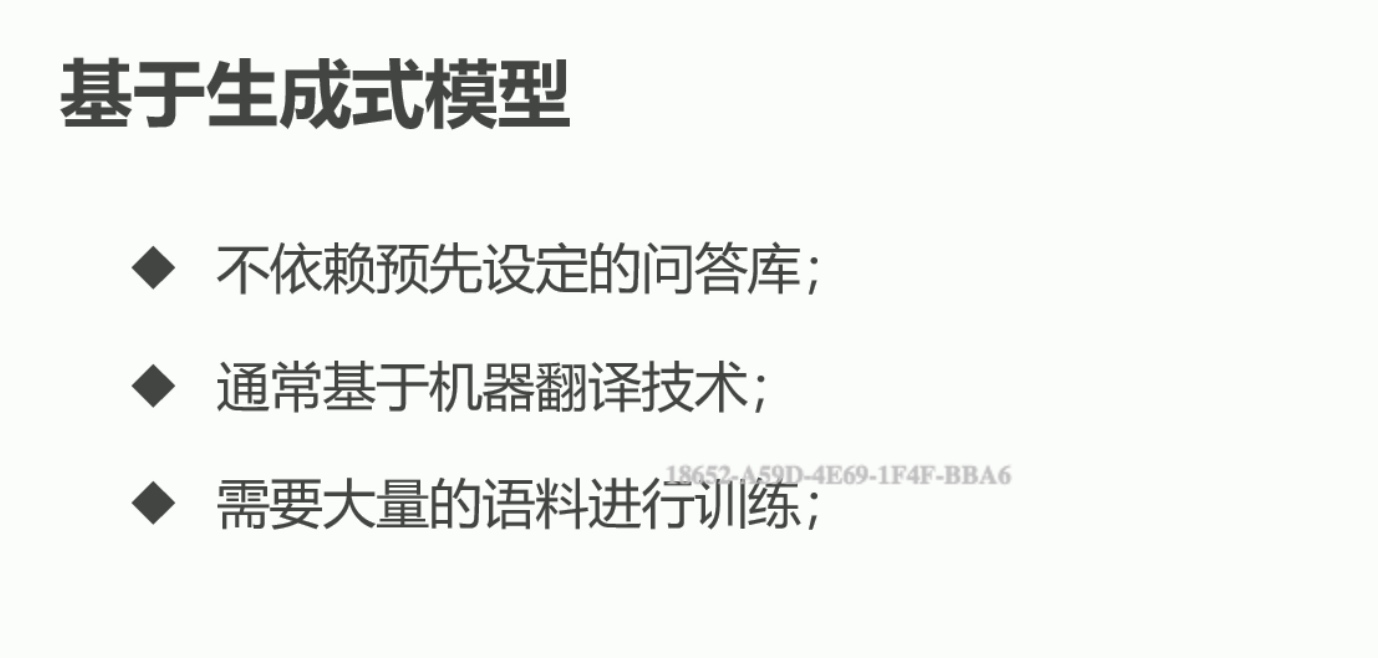 基于生成式模型
◆ 不依赖预先设定的问答库；
◆ 通常基于机器翻译技术；
18652-A59D-4E69-1F4F-BBA6
◆ 需要大量的语料进行训练；